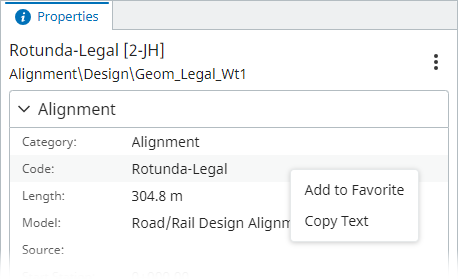 Properties
Rotunda-Legal [2-JH]
Alignment\Design\Geom_Legal_Wt1
Alignment
Category: Alignment
Code: Rotunda-Legal
Length: 304.8 m
Model: Road/Rail Design Alignm
Add to Favorite
Copy Text
Source: